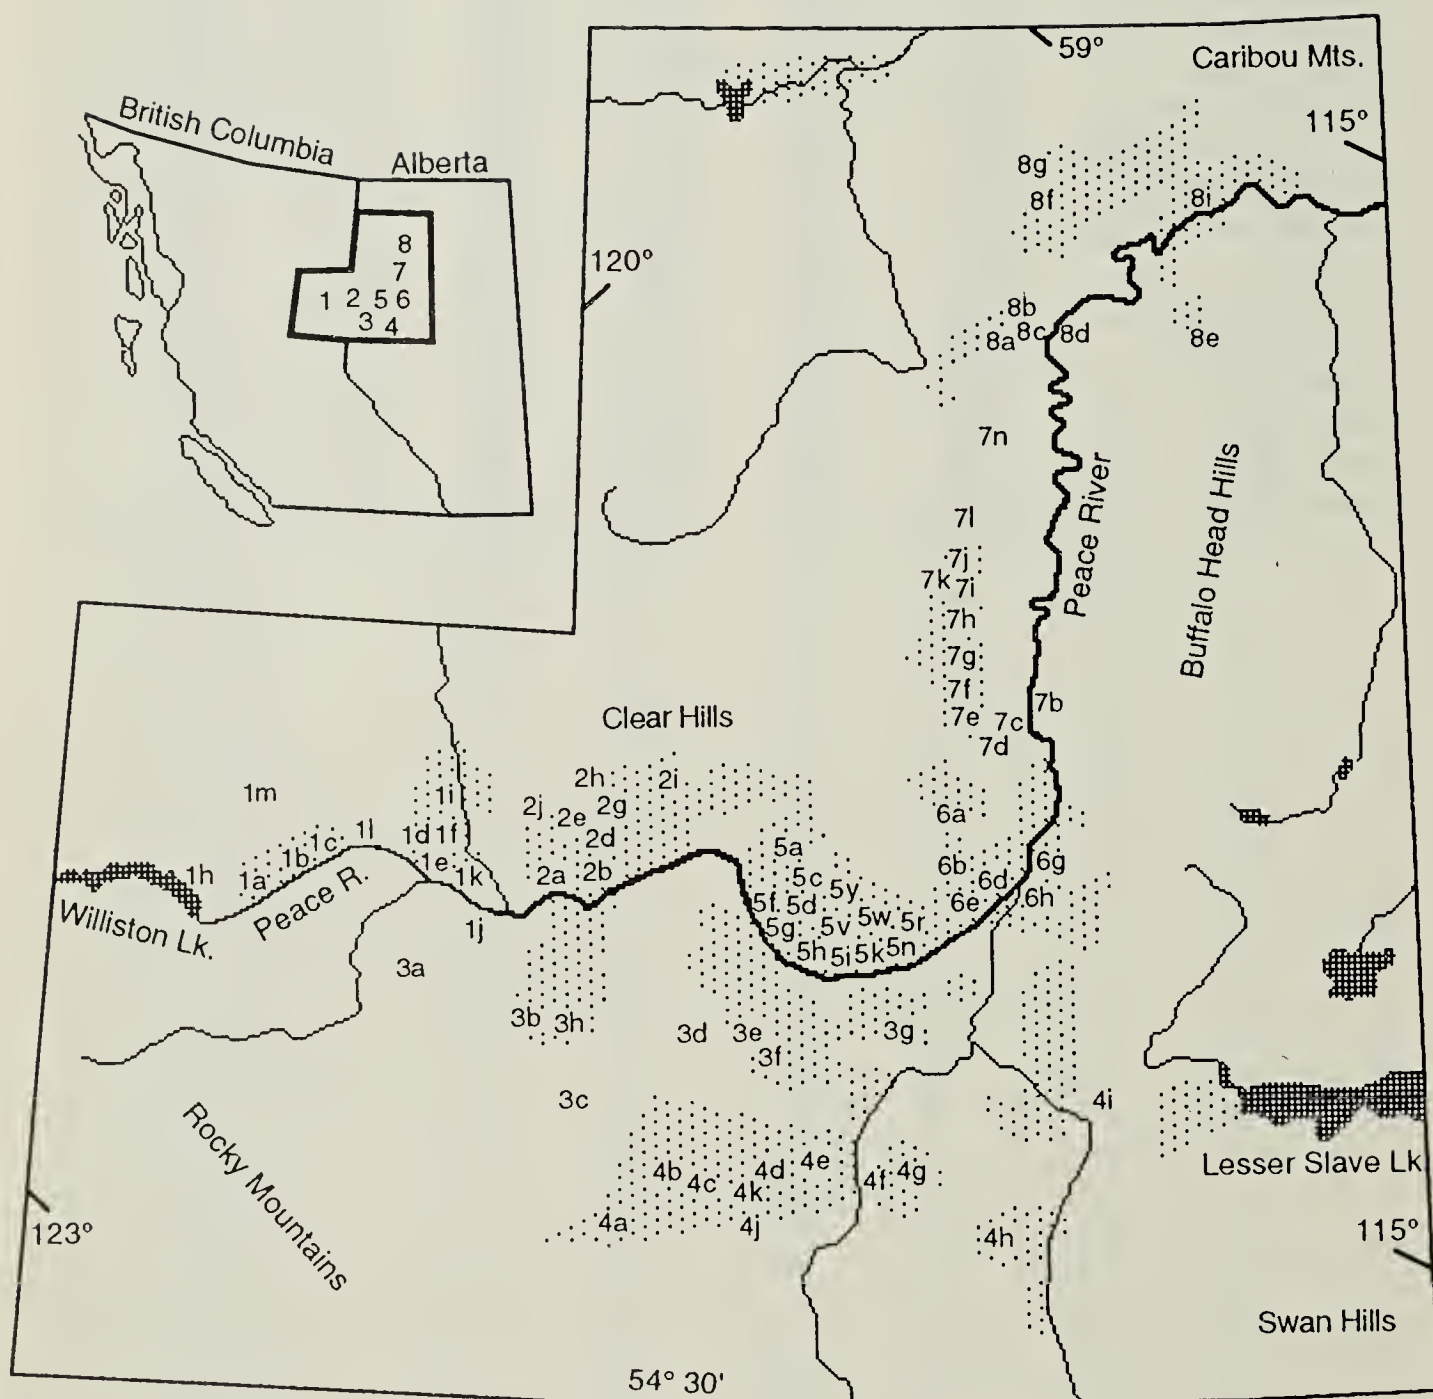 59°
Caribou Mts.
115°
British Columbia
Alberta
8
7
1 2 5 6
3 4
120°
8g
8f
8i
8b
8a 8c 8d
8e
7n
7l
7j
7k 7i
7h
7g
7f
7e 7c 7b
7d
Peace River
Buffalo Head Hills
Clear Hills
1m
1i
1h 1a 1b 1c 1l 1d 1f
1e 1k
1j
2h 2i
2j 2e 2g
2d
2a 2b
5a
5c 5y
5f 5d
5g 5v 5w 5r
5h 5i 5k 5n
6a
6b 6d 6g
6e 6h
Williston Lk.
Peace R.
3a
3b 3h 3d 3e 3g
3f
3c
4i
Rocky Mountains
4b 4c 4d 4e 4f 4g
4k
4a 4j
4h
Lesser Slave Lk.
123°
115°
Swan Hills
54° 30'